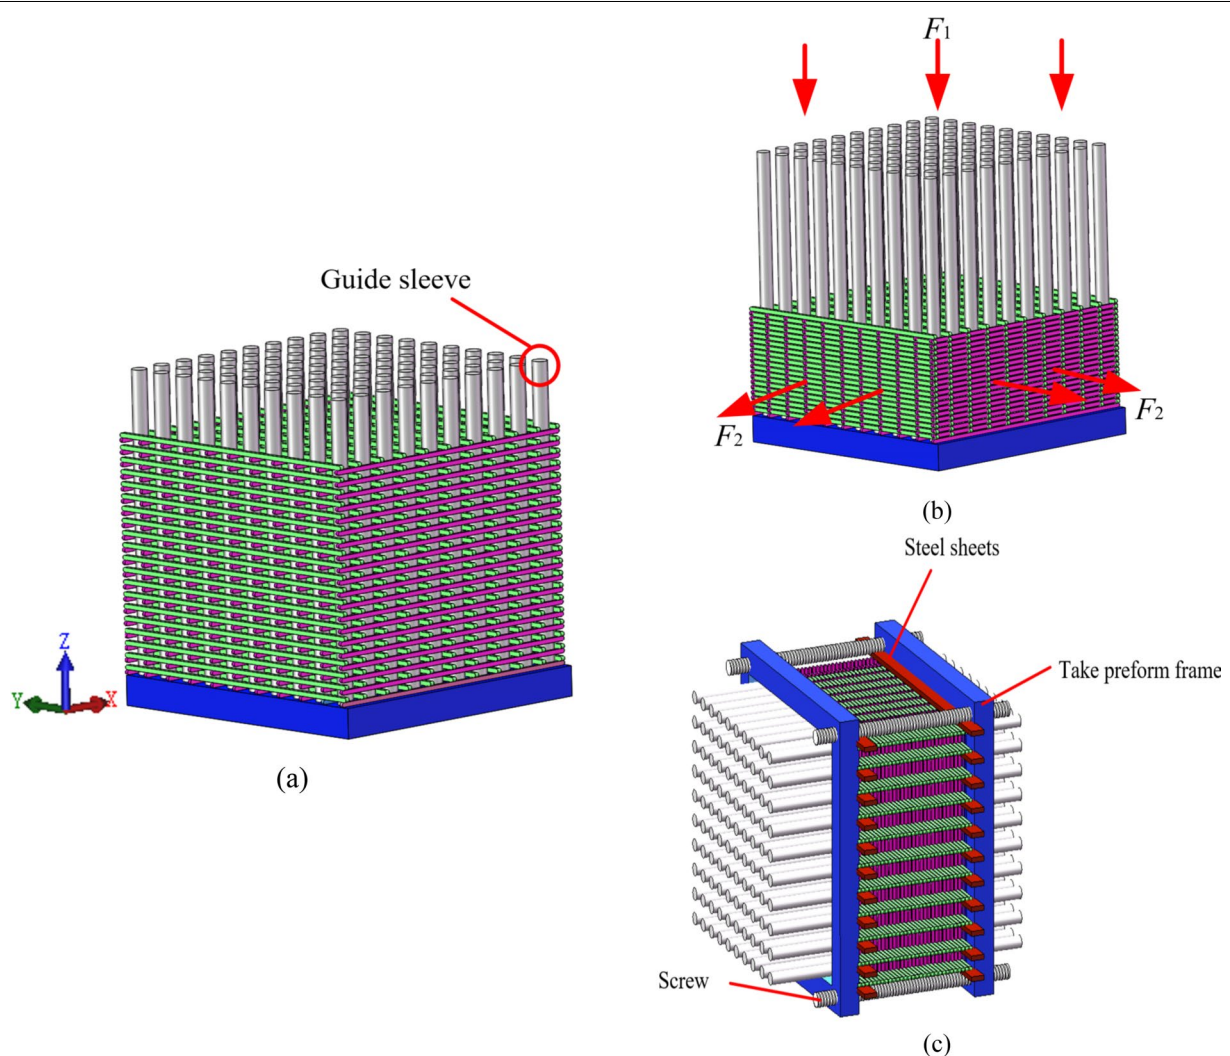 Guide sleeve
Z
Y
X
(a)
F1
F2
F2
(b)
Steel sheets
Take preform frame
Screw
(c)